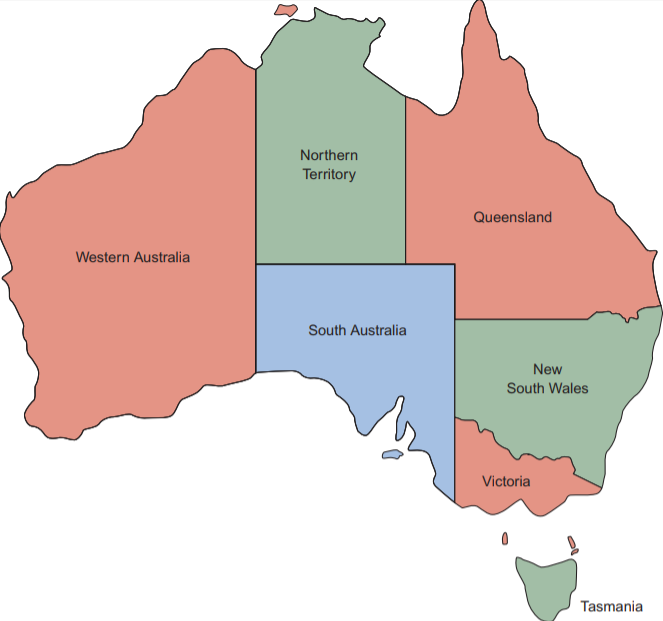 Northern
Territory
Queensland
Western Australia
South Australia
New
South Wales
Victoria
Tasmania